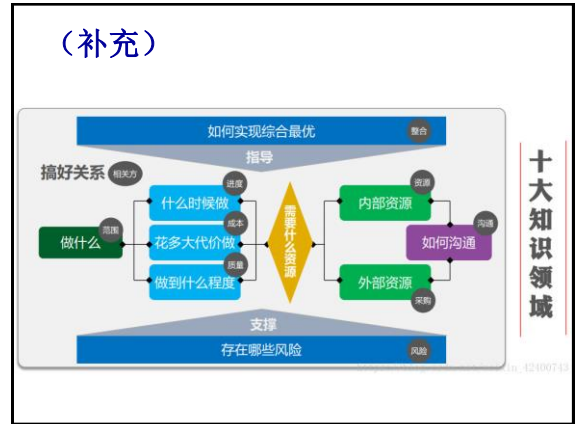 （补充）
如何实现综合最优
整合
指导
搞好关系
相关方
进度
什么时候做
范围
做什么
成本
花多大代价做
质量
做到什么程度
需要什么资源
资源
内部资源
沟通
如何沟通
外部资源
采购
支撑
存在哪些风险
风险
十大知识领域